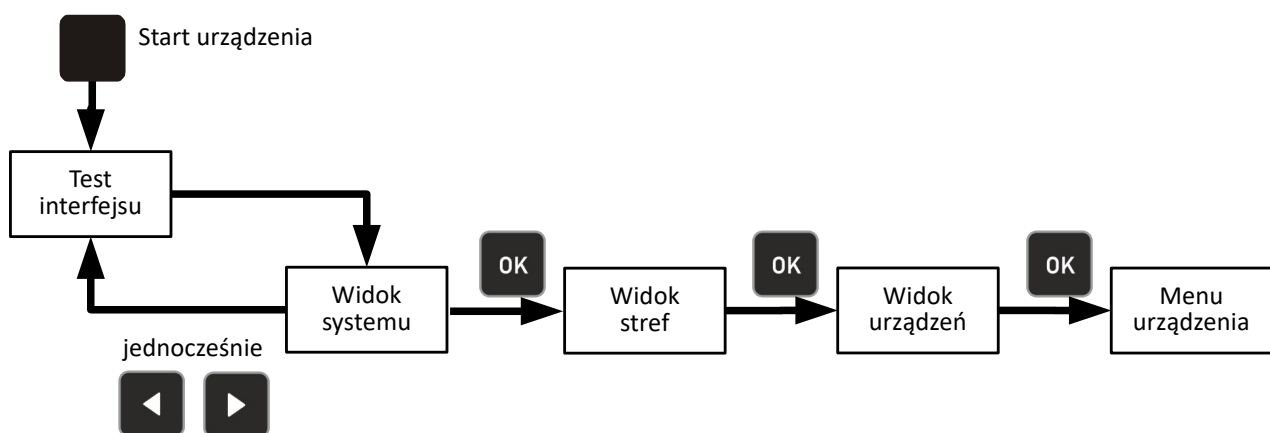 Start urządzenia
Test
interfejsu
OK
OK
OK
Widok
systemu
Widok
stref
Widok
urządzeń
Menu
urządzenia
jednocześnie